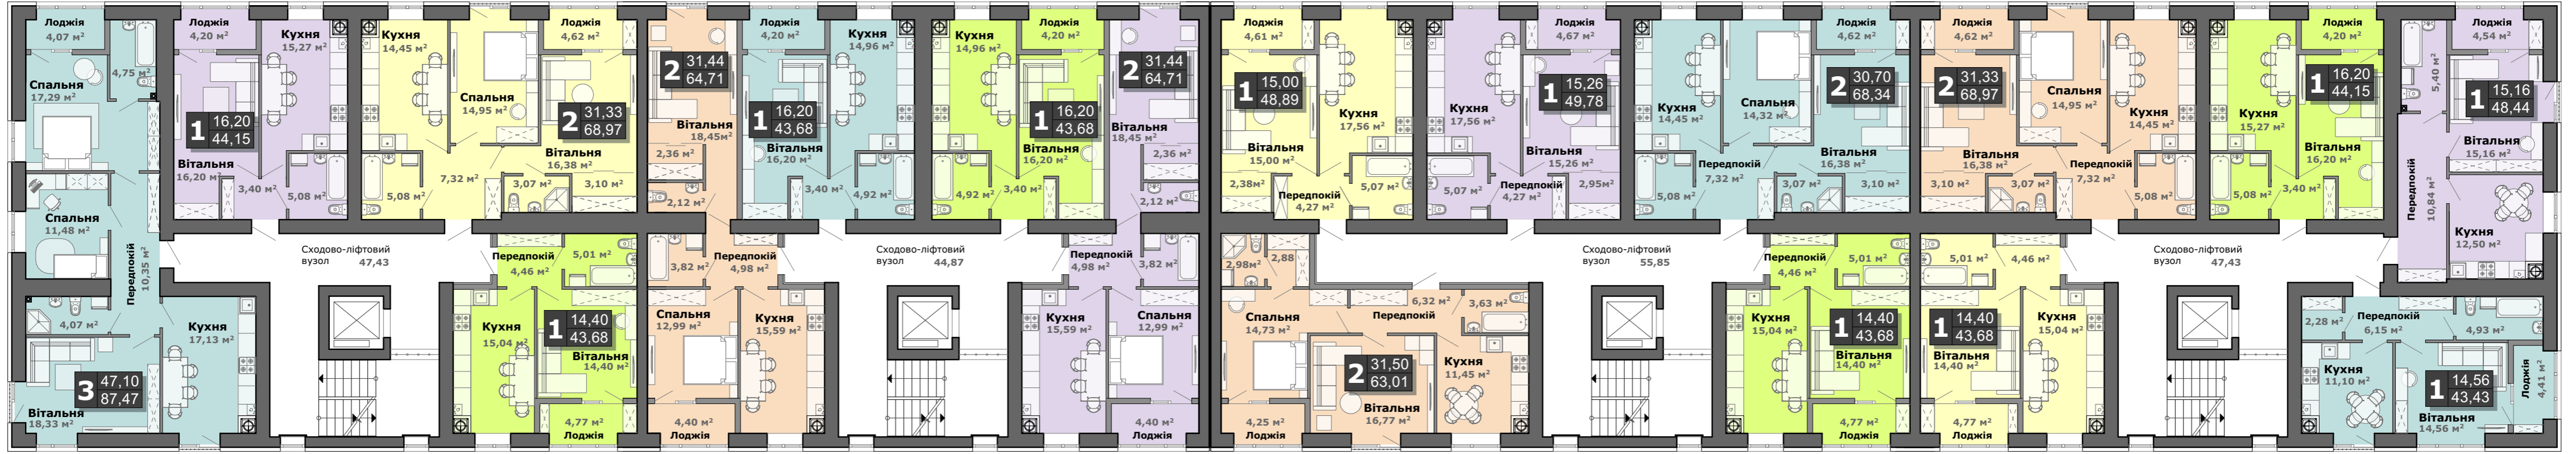 Лоджія
4,07 м²
4,75 м²
Спальня
17,29 м²
Спальня
11,48 м²
Передпокій
10,35 м²
4,07 м²
Кухня
17,13 м²
3 47,10
87,47
Вітальня
18,33 м²
Лоджія
4,20 м²
Кухня
15,27 м²
1 16,20
44,15
Вітальня
16,20 м²
3,40 м²
5,08 м²
Кухня
14,45 м²
Спальня
14,95 м²
Лоджія
4,62 м²
2 31,33
68,97
Вітальня
16,38 м²
5,08 м²
7,32 м²
3,07 м²
3,10 м²
Сходово-ліфтовий
вузол 47,43
Передпокій
4,46 м²
5,01 м²
Кухня
15,04 м²
1 14,40
43,68
Вітальня
14,40 м²
4,77 м²
Лоджія
2 31,44
64,71
Вітальня
18,45м²
2,36 м²
2,12 м²
3,82 м²
Передпокій
4,98 м²
Спальня
12,99 м²
Кухня
15,59 м²
4,40 м²
Лоджія
Лоджія
4,20 м²
Кухня
14,96 м²
1 16,20
43,68
Вітальня
16,20 м²
3,40 м²
4,92 м²
Сходово-ліфтовий
вузол 44,87
Кухня
14,96 м²
Лоджія
4,20 м²
1 16,20
43,68
Вітальня
16,20 м²
4,92 м²
3,40 м²
2 31,44
64,71
Вітальня
18,45 м²
2,36 м²
2,12 м²
Передпокій
4,98 м²
3,82 м²
Кухня
15,59 м²
Спальня
12,99 м²
4,40 м²
Лоджія
Лоджія
4,61 м²
1 15,00
48,89
Кухня
17,56 м²
Вітальня
15,00 м²
2,38м²
Передпокій
4,27 м²
5,07 м²
2,98м²
2,88
Спальня
14,73 м²
6,32 м²
Передпокій
3,63 м²
2 31,50
63,01
Кухня
11,45 м²
Вітальня
16,77 м²
4,25 м²
Лоджія
Лоджія
4,67 м²
Кухня
17,56 м²
1 15,26
49,78
Вітальня
15,26 м²
5,07 м²
Передпокій
4,27 м²
2,95м²
Сходово-ліфтовий
вузол 55,85
Кухня
14,45 м²
Спальня
14,32 м²
Лоджія
4,62 м²
2 30,70
68,34
Вітальня
16,38 м²
Передпокій
7,32 м²
5,08 м²
3,07 м²
3,10 м²
Передпокій
4,46 м²
5,01 м²
Кухня
15,04 м²
1 14,40
43,68
Вітальня
14,40 м²
4,77 м²
Лоджія
Лоджія
4,62 м²
2 31,33
68,97
Спальня
14,95 м²
Кухня
14,45 м²
Вітальня
16,38 м²
3,10 м²
3,07 м²
Передпокій
7,32 м²
5,08 м²
5,01 м²
4,46 м²
1 14,40
43,68
Кухня
15,04 м²
Вітальня
14,40 м²
4,77 м²
Лоджія
Сходово-ліфтовий
вузол 47,43
Лоджія
4,20 м²
1 16,20
44,15
Кухня
15,27 м²
Вітальня
16,20 м²
5,08 м²
3,40 м²
5,40 м²
Лоджія
4,54 м²
1 15,16
48,44
Вітальня
15,16 м²
Передпокій
10,84 м²
Кухня
12,50 м²
2,28 м²
Передпокій
6,15 м²
4,93 м²
Кухня
11,10 м²
1 14,56
43,43
Вітальня
14,56 м²
Лоджія
4,41 м²